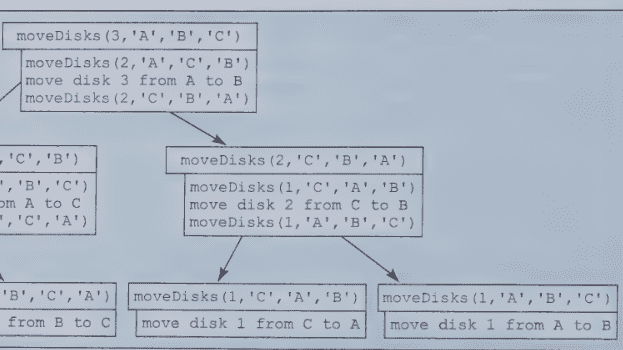 moveDisks(3,'A','B','C')
moveDisks(2,'A','C','B')
move disk 3 from A to B
moveDisks(2,'C','B','A')
,'C','B')
,'B','C')
from A to C
,'C','A')
moveDisks(2,'C','B','A')
moveDisks(1,'C','A','B')
move disk 2 from C to B
moveDisks(1,'A','B','C')
'B','C','A')
from B to C
moveDisks(1,'C','A','B')
move disk 1 from C to A
moveDisks(1,'A','B','C')
move disk 1 from A to B